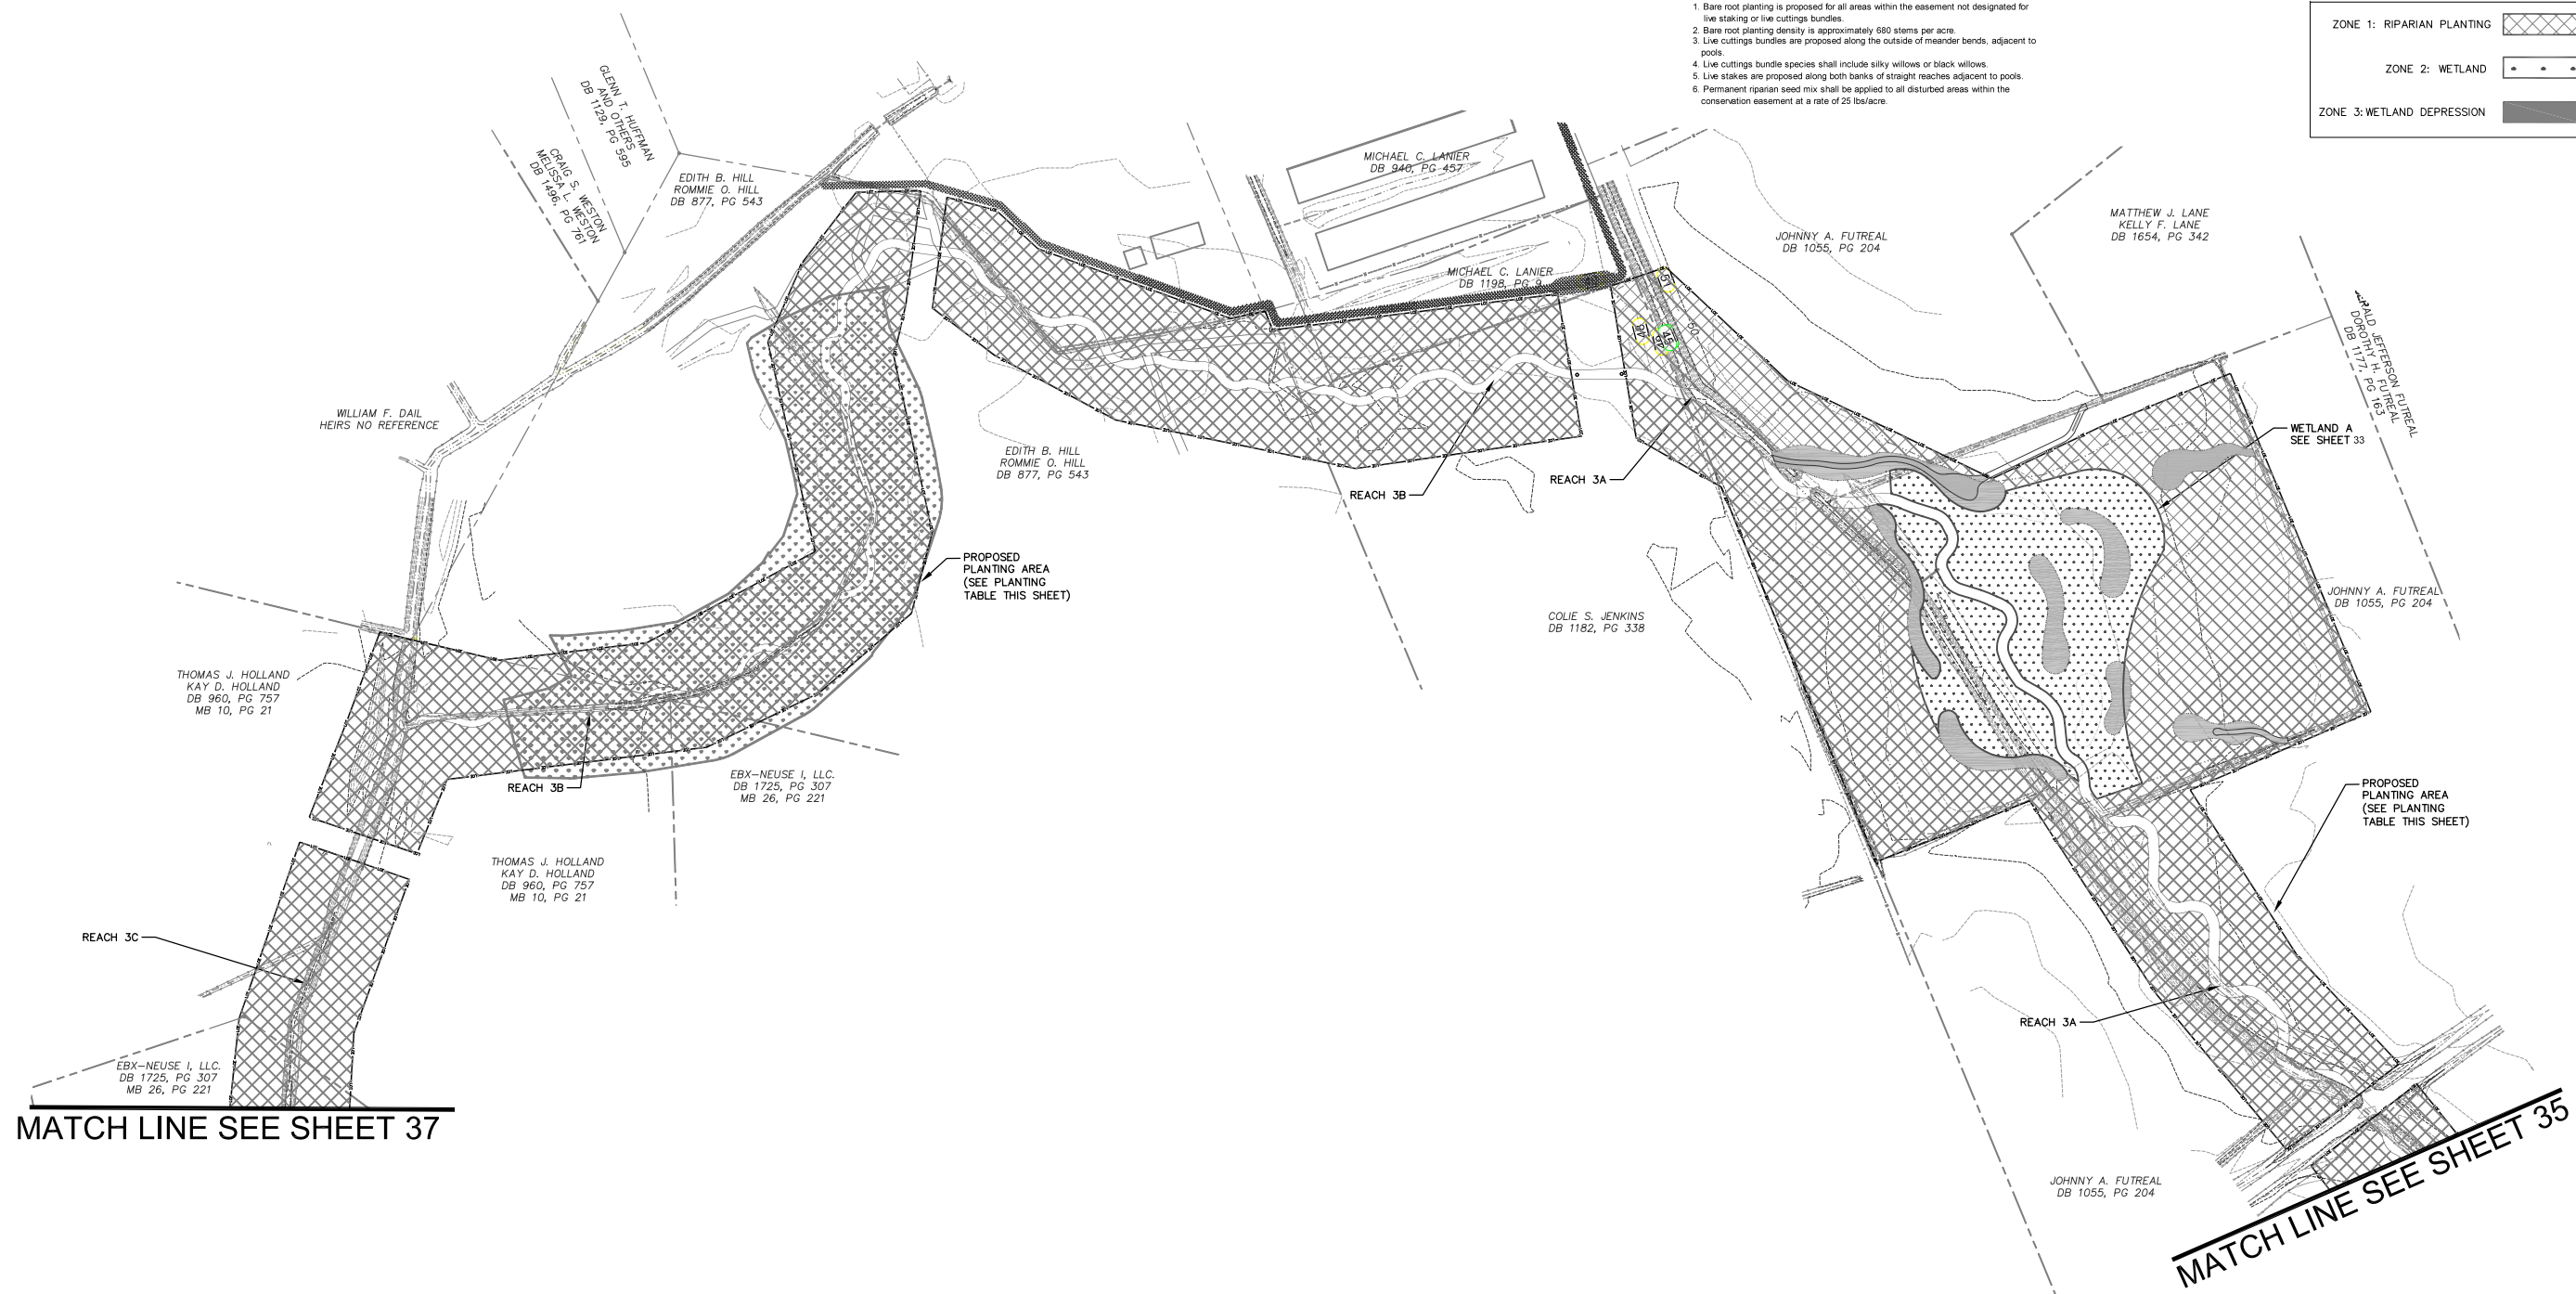 1. Bare root planting is proposed for all areas within the easement not designated for
live staking or live cuttings bundles.
2. Bare root planting density is approximately 680 stems per acre.
3. Live cuttings bundles are proposed along the outside of meander bends, adjacent to
pools.
4. Live cuttings bundle species shall include silky willows or black willows.
5. Live stakes are proposed along both banks of straight reaches adjacent to pools.
6. Permanent riparian seed mix shall be applied to all disturbed areas within the
conservation easement at a rate of 25 lbs/acre.
ZONE 1: RIPARIAN PLANTING
ZONE 2: WETLAND
ZONE 3: WETLAND DEPRESSION
GLENN T. HUFFMAN
AND OTHERS
DB 1129, PG 595
CRAIG S. WESTON
MELISSA L. WESTON
DB 1496, PG 761
EDITH B. HILL
ROMMIE O. HILL
DB 877, PG 543
MICHAEL C. LANIER
DB 940, PG 457
MICHAEL C. LANIER
DB 1198, PG 9
JOHNNY A. FUTREAL
DB 1055, PG 204
MATTHEW J. LANE
KELLY F. LANE
DB 1654, PG 342
JEFFERSON FUTREAL
DOROTHY H. FUTREAL
DB 1177, PG 163
51
50
WILLIAM F. DAIL
HEIRS NO REFERENCE
EDITH B. HILL
ROMMIE O. HILL
DB 877, PG 543
REACH 3B
REACH 3A
WETLAND A
SEE SHEET 33
PROPOSED
PLANTING AREA
(SEE PLANTING
TABLE THIS SHEET)
COLIE S. JENKINS
DB 1182, PG 338
JOHNNY A. FUTREAL
DB 1055, PG 204
THOMAS J. HOLLAND
KAY D. HOLLAND
DB 960, PG 757
MB 10, PG 21
REACH 3B
EBX-NEUSE I, LLC.
DB 1725, PG 307
MB 26, PG 221
PROPOSED
PLANTING AREA
(SEE PLANTING
TABLE THIS SHEET)
THOMAS J. HOLLAND
KAY D. HOLLAND
DB 960, PG 757
MB 10, PG 21
REACH 3C
REACH 3A
EBX-NEUSE I, LLC.
DB 1725, PG 307
MB 26, PG 221
MATCH LINE SEE SHEET 37
JOHNNY A. FUTREAL
DB 1055, PG 204
MATCH LINE SEE SHEET 35